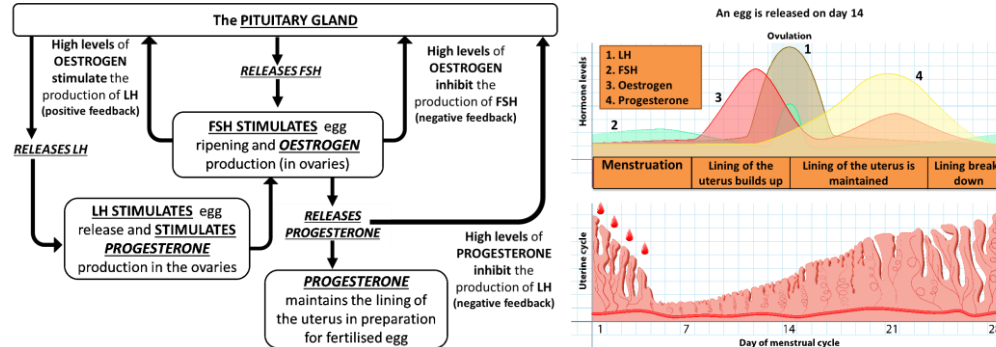 The PITUITARY GLAND
High levels of
OESTROGEN
stimulate the
production of LH
(positive feedback)
RELEASES FSH
High levels of
OESTROGEN
inhibit the
production of FSH
(negative feedback)
RELEASES LH
FSH STIMULATES egg
ripening and OESTROGEN
production (in ovaries)
LH STIMULATES egg
release and STIMULATES
PROGESTERONE
production in the ovaries
RELEASES
PROGESTERONE
High levels of
PROGESTERONE
inhibit the
production of LH
(negative feedback)
PROGESTERONE
maintains the lining of
the uterus in preparation
for fertilised egg
An egg is released on day 14
Ovulation
Hormone levels
1. LH
2. FSH
3. Oestrogen
4. Progesterone
1
2
3
4
Menstruation
Lining of the
uterus builds up
Lining of the uterus is
maintained
Lining break
down
Uterine cycle
1 7 14 21 28
Day of menstrual cycle